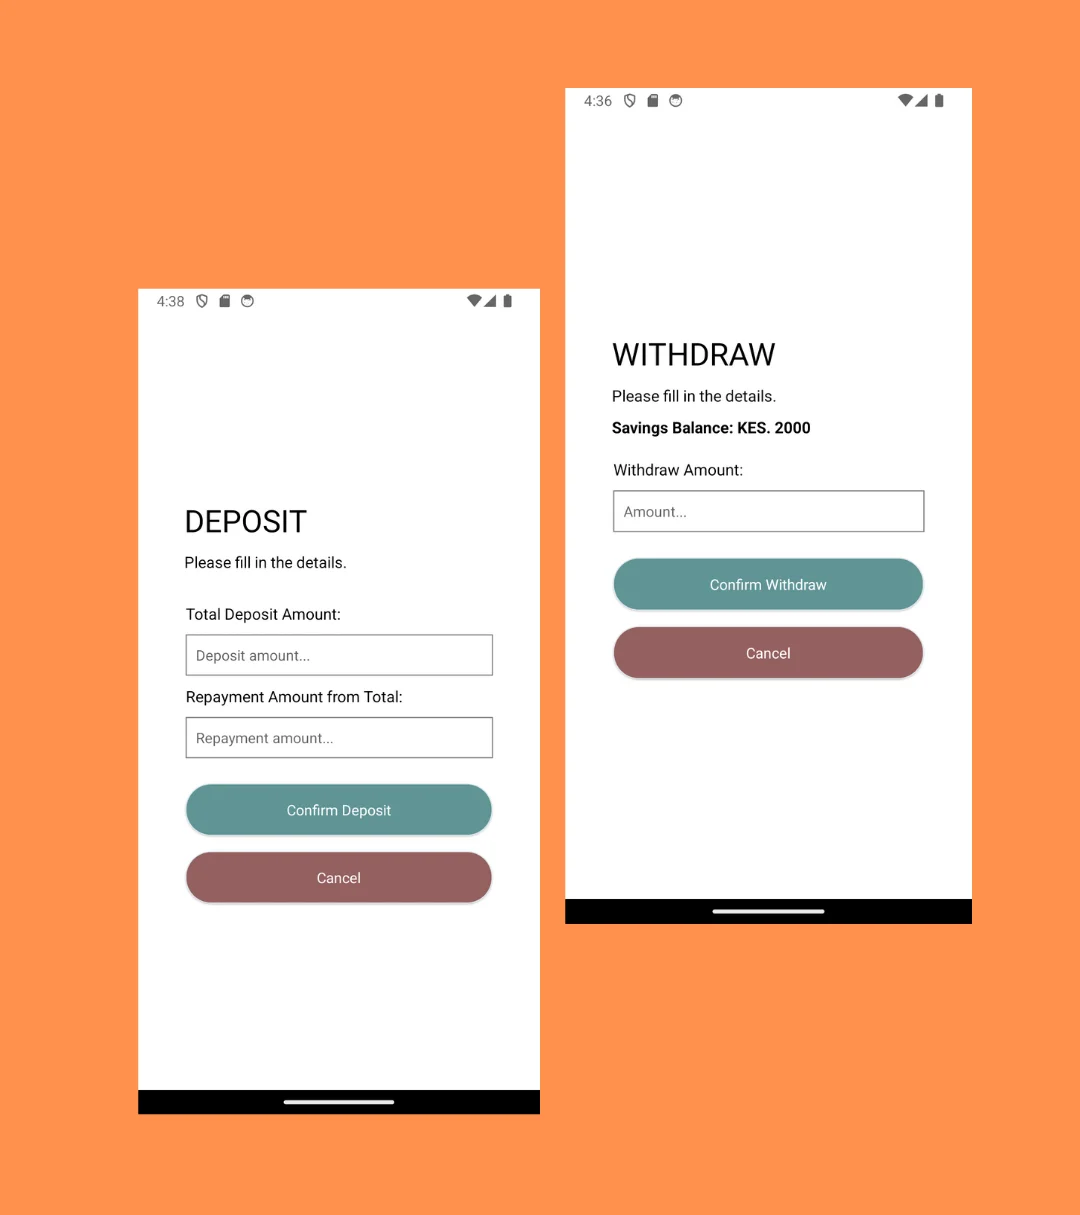 4:38
DEPOSIT
Please fill in the details.
Total Deposit Amount:
Deposit amount...
Repayment Amount from Total:
Repayment amount...
Confirm Deposit
Cancel
4:36
WITHDRAW
Please fill in the details.
Savings Balance: KES. 2000
Withdraw Amount:
Amount...
Confirm Withdraw
Cancel